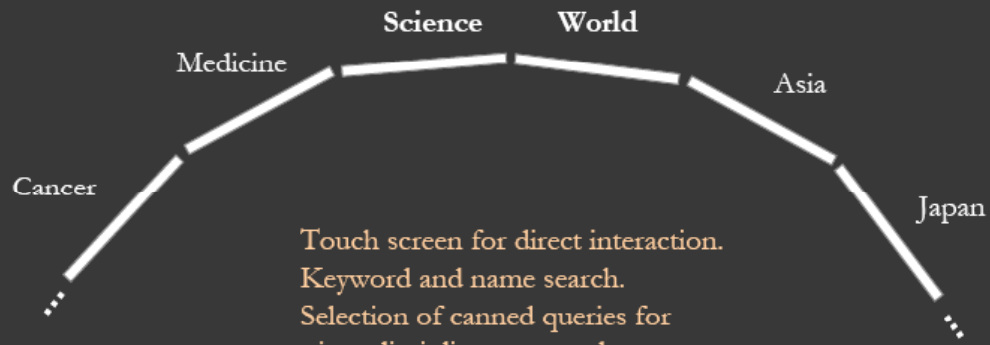 Science World
Medicine
Asia
Cancer
Japan
Touch screen for direct interaction.
Keyword and name search.
Selection of canned queries for